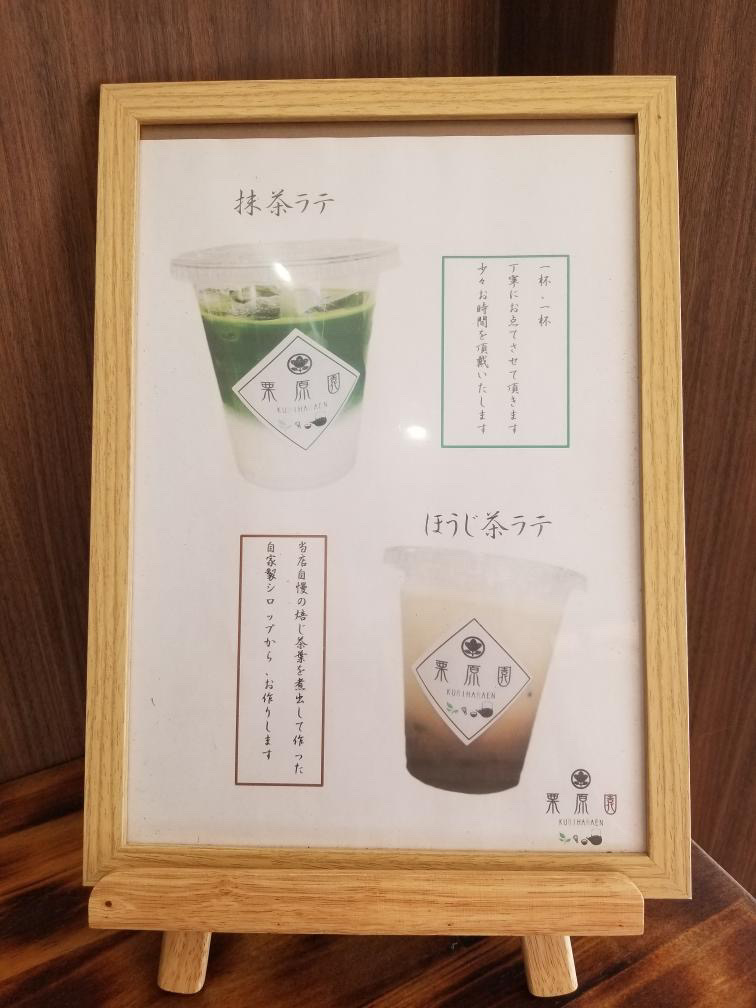 抹茶ラテ
栗原園
KURIHARAEN
一杯、一杯
丁寧にお点てさせて頂きます
少々お時間を頂戴いたします
ほうじ茶ラテ
当店自慢の焙じ茶葉を煮出して作った
自家製シロップから、お作りします
栗原園
KURIHARAEN
栗原園
KURIHARAEN